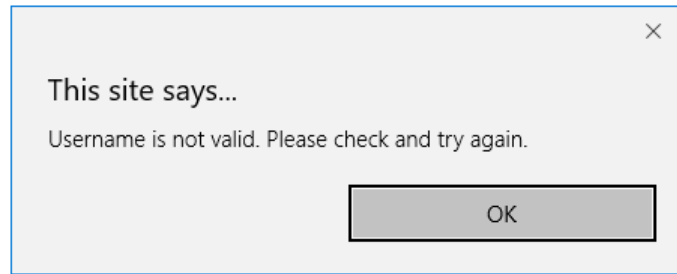 This site says...
Username is not valid. Please check and try again.
OK